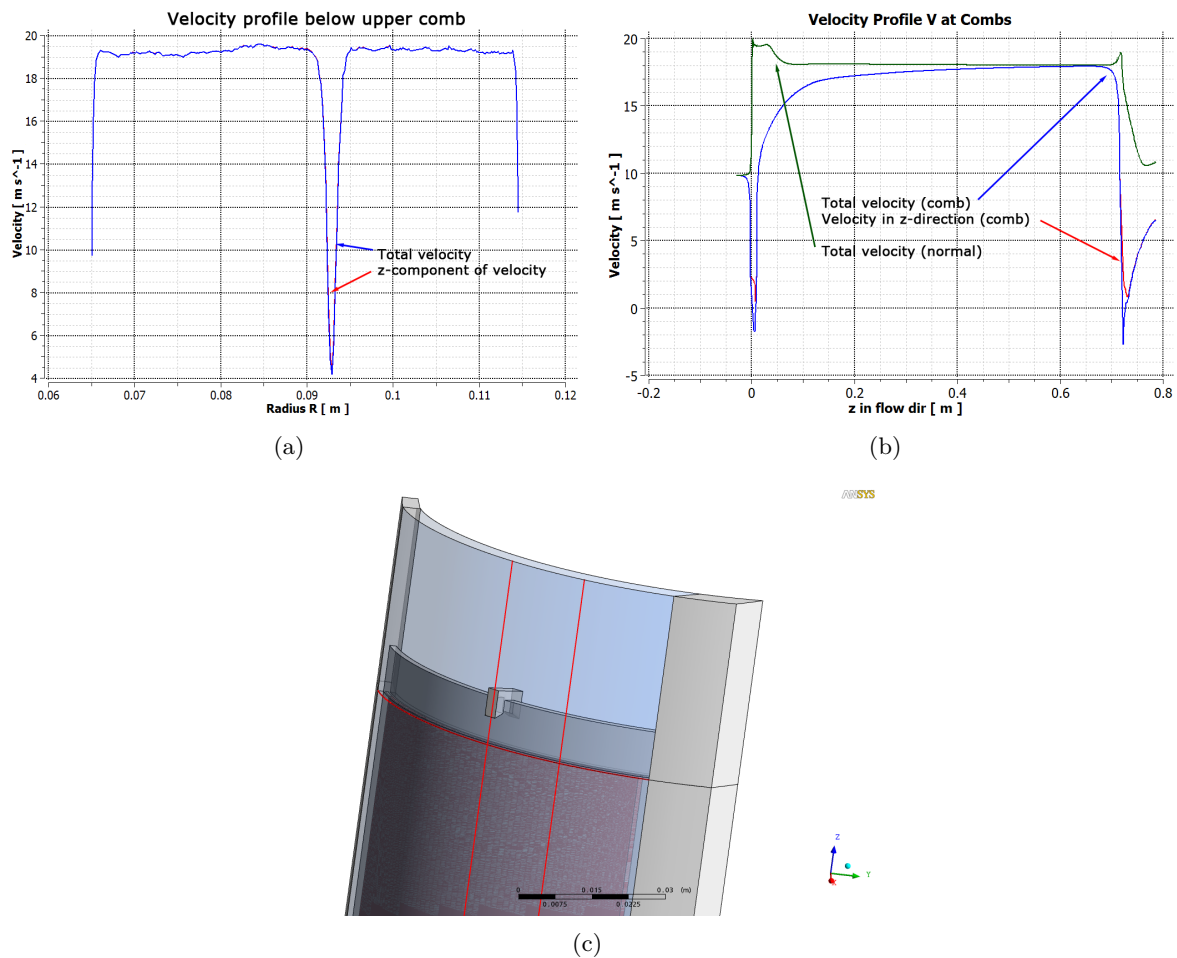 Velocity profile below upper comb
Velocity [ m s^-1 ]
20
18
16
14
12
10
8
6
4
0.06
0.07
0.08
0.09
0.1
0.11
0.12
Radius R [ m ]
Total velocity
z-component of velocity
(a)
Velocity Profile V at Combs
Velocity [ m s^-1 ]
20
15
10
5
0
-5
-0.2
0
0.2
0.4
0.6
0.8
z in flow dir [ m ]
Total velocity (comb)
Velocity in z-direction (comb)
Total velocity (normal)
(b)
ANSYS
0
0.015
0.03
(m)
0.0075
0.0225
Z
Y
X
(c)